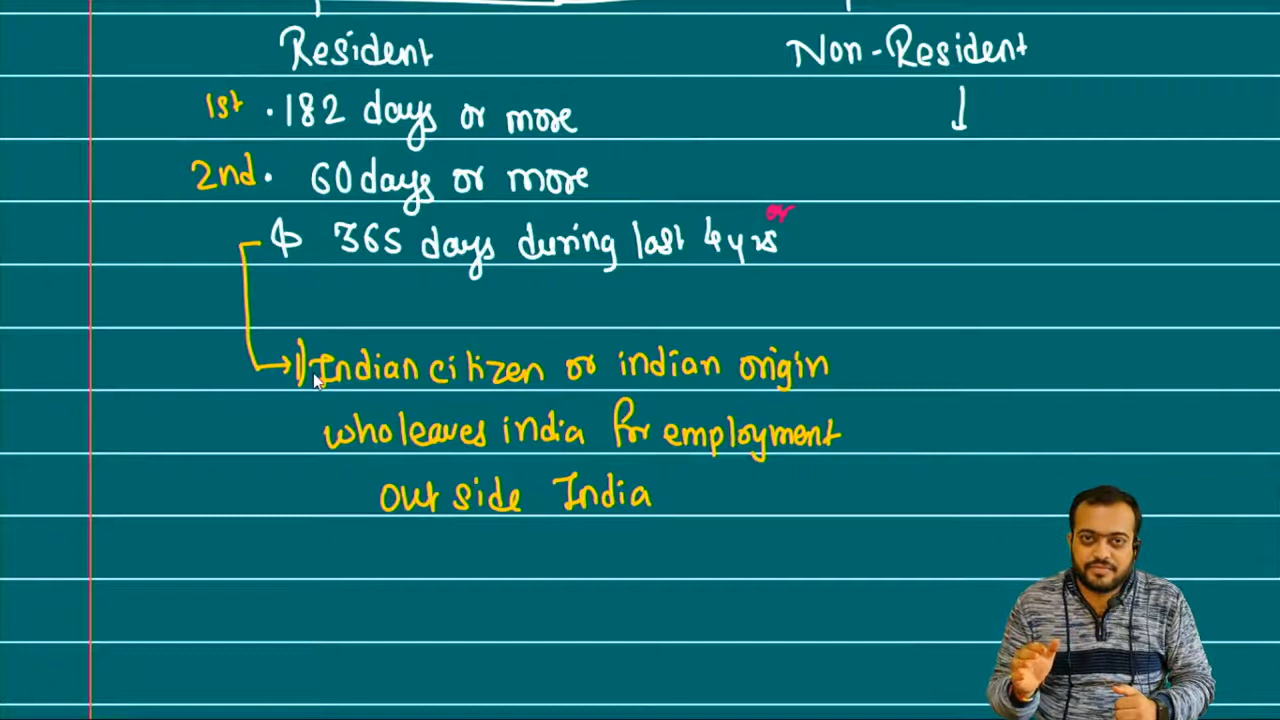 Resident
Non-Resident
1st . 182 days or more
2nd. 60 days or more
& 365 days during last 4 yrs or
1) Indian citizen or indian origin
who leaves india for employment
out side India